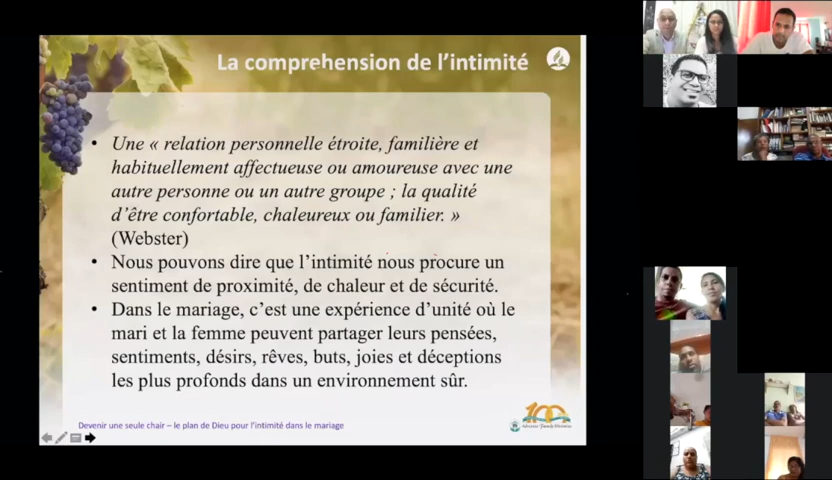 La comprehension de l'intimité
• Une « relation personnelle étroite, familière et
habituellement affectueuse ou amoureuse avec une
autre personne ou un autre groupe ; la qualité
d'être confortable, chaleureux ou familier. »
(Webster)
• Nous pouvons dire que l'intimité nous procure un
sentiment de proximité, de chaleur et de sécurité.
• Dans le mariage, c'est une expérience d'unité où le
mari et la femme peuvent partager leurs pensées,
sentiments, désirs, rêves, buts, joies et déceptions
les plus profonds dans un environnement sûr.
Devenir une seule chair – le plan de Dieu pour l'intimité dans le mariage
100